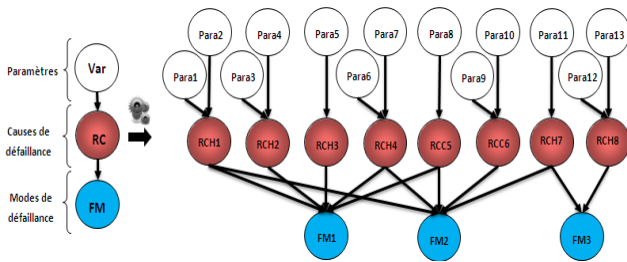 Para2
Para4
Para5
Para7
Para8
Para10
Para11
Para13
Paramètres
Var
Para1
Para3
Para6
Para9
Para12
Causes de
défaillance
RC
RCH1
RCH2
RCH3
RCH4
RCC5
RCC6
RCH7
RCH8
Modes de
défaillance
FM
FM1
FM2
FM3